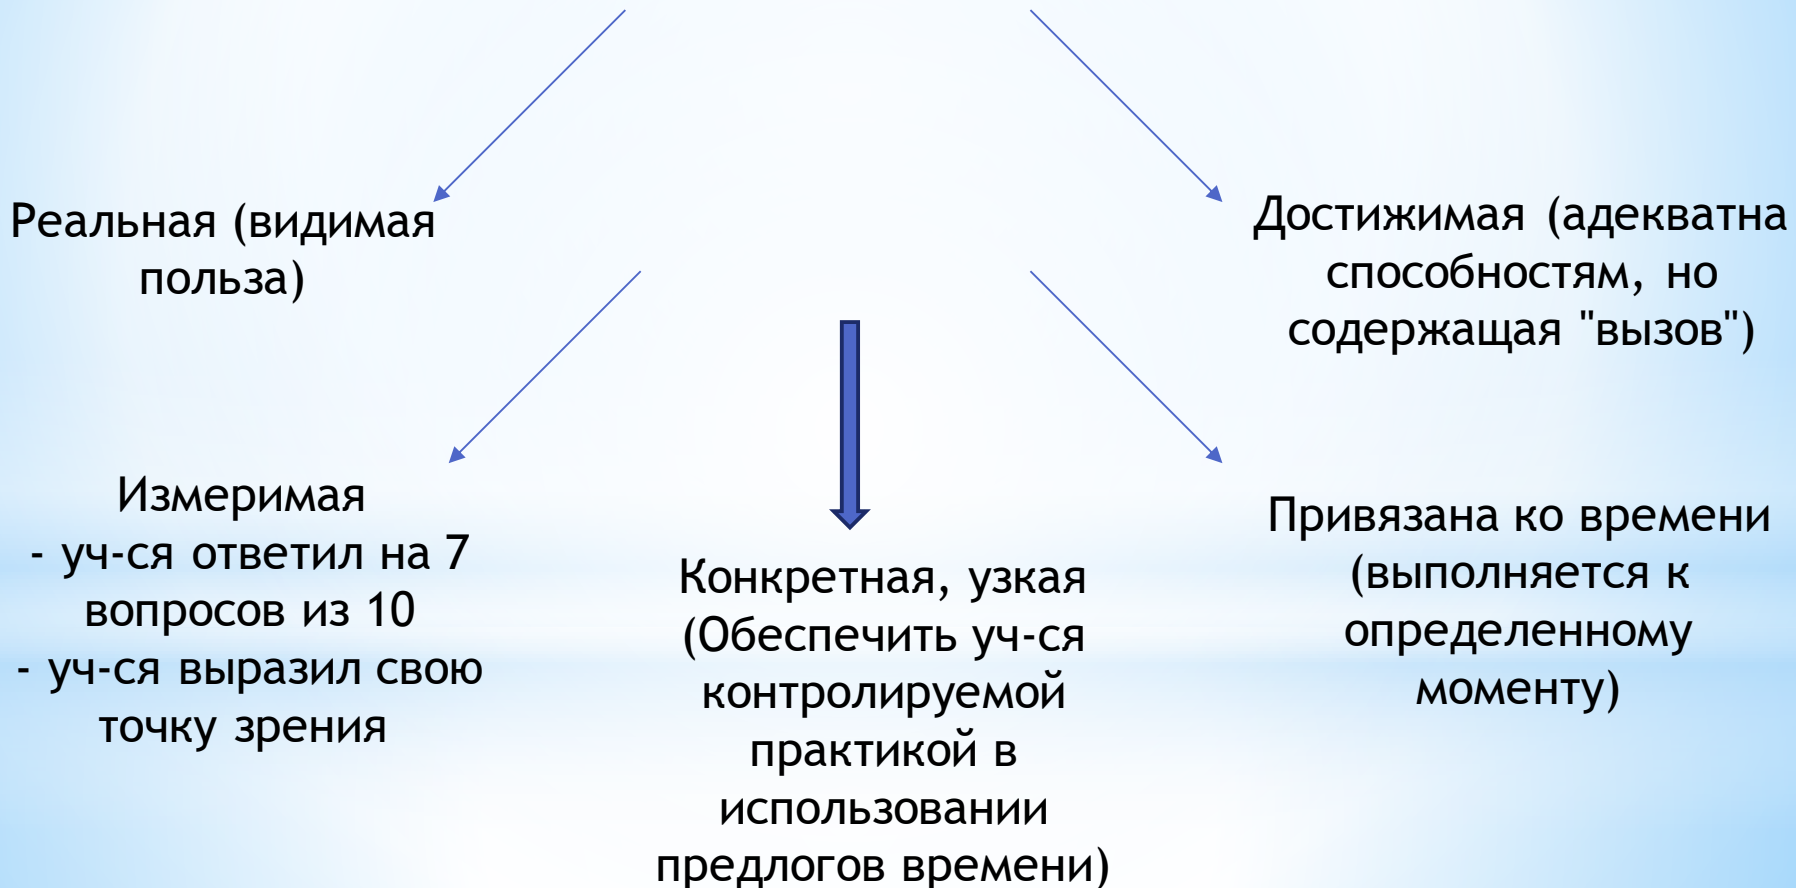 Реальная (видимая
польза)
Достижимая (адекватна
способностям, но
содержащая "вызов")
Измеримая
- уч-ся ответил на 7
вопросов из 10
- уч-ся выразил свою
точку зрения
Конкретная, узкая
(Обеспечить уч-ся
контролируемой
практикой в
использовании
предлогов времени)
Привязана ко времени
(выполняется к
определенному
моменту)